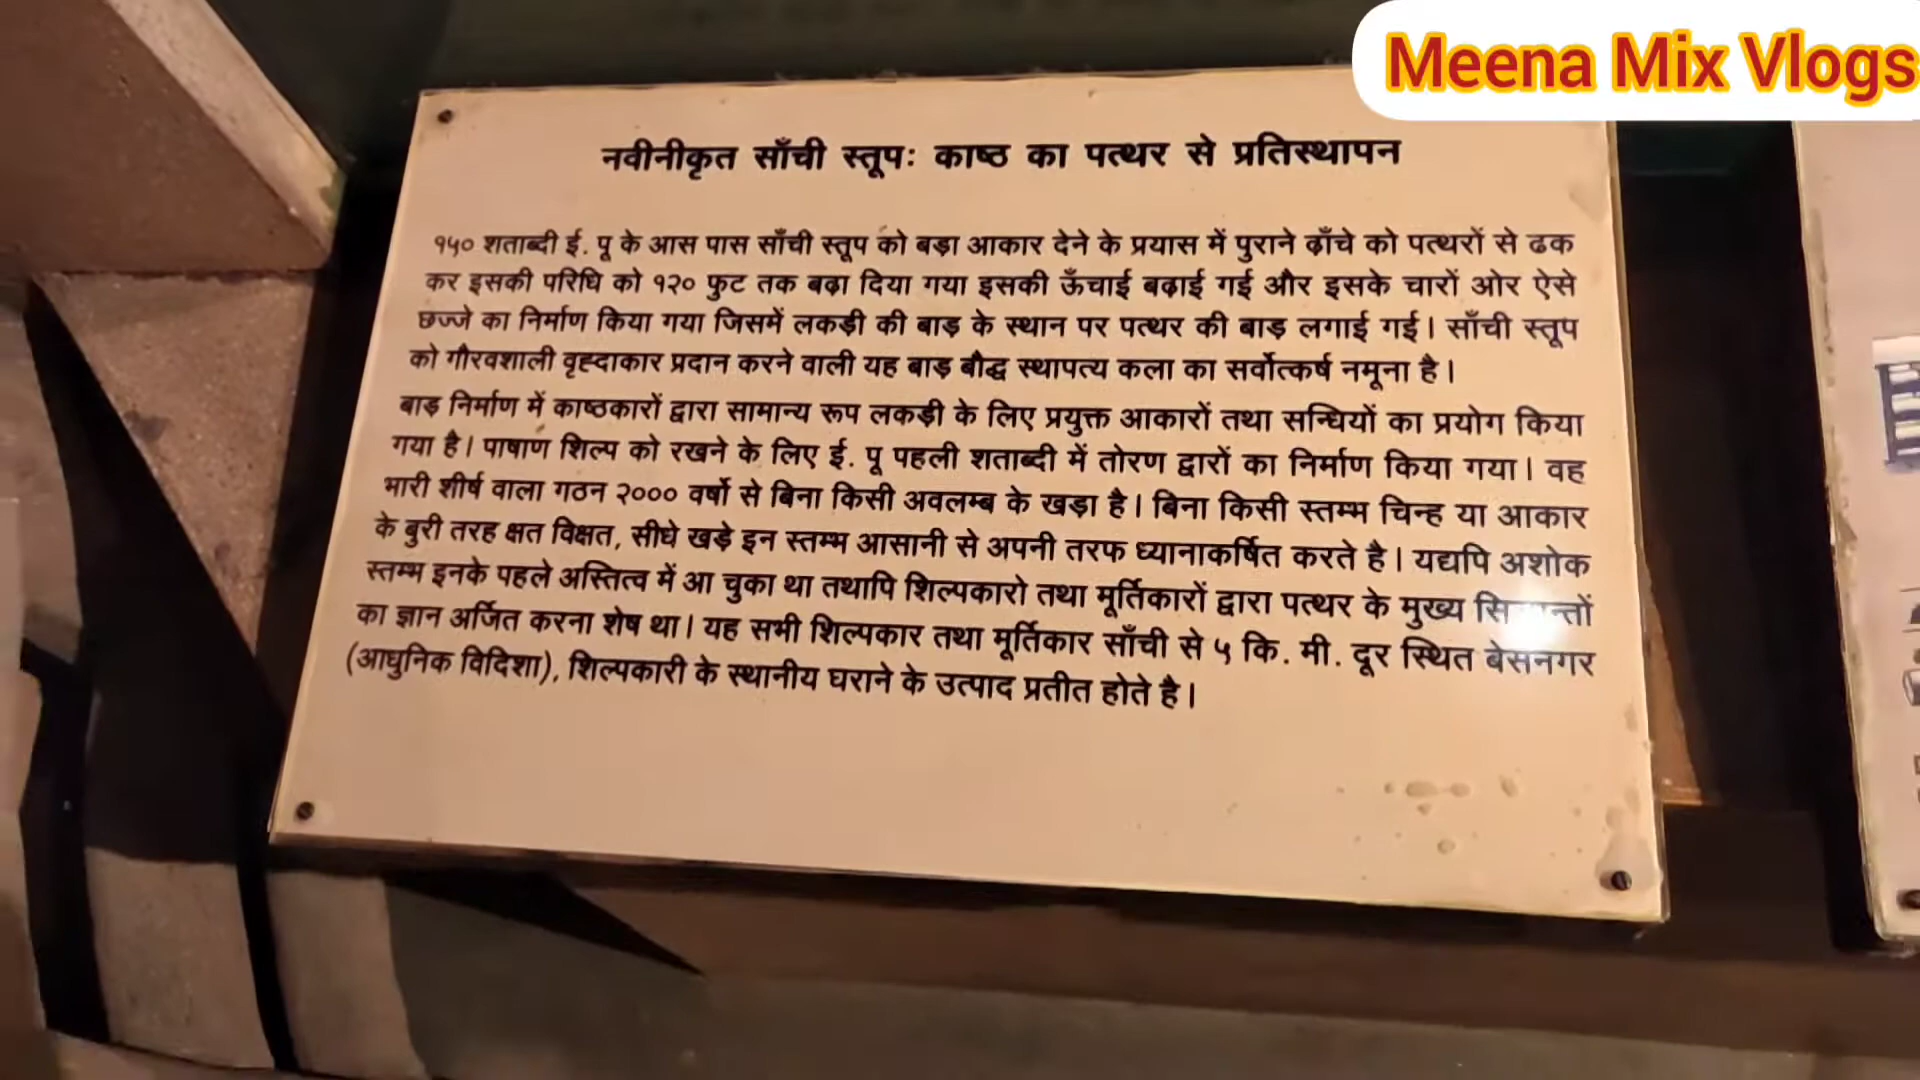 Meena Mix Vlogs
नवीनीकृत साँची स्तूपः काष्ठ का पत्थर से प्रतिस्थापन
१५० शताब्दी ई. पू के आस पास साँची स्तूप को बड़ा आकार देने के प्रयास में पुराने ढ़ाँचे को पत्थरों से ढक
कर इसकी परिधि को १२० फुट तक बढ़ा दिया गया इसकी ऊँचाई बढ़ाई गई और इसके चारों ओर ऐसे
छज्जे का निर्माण किया गया जिसमें लकड़ी की बाड़ के स्थान पर पत्थर की बाड़ लगाई गई। साँची स्तूप
को गौरवशाली वृह्दाकार प्रदान करने वाली यह बाड़ बौद्ध स्थापत्य कला का सर्वोत्कर्ष नमूना है।
बाड़ निर्माण में काष्ठकारों द्वारा सामान्य रूप लकड़ी के लिए प्रयुक्त आकारों तथा सन्धियों का प्रयोग किया
गया है। पाषाण शिल्प को रखने के लिए ई. पू पहली शताब्दी में तोरण द्वारों का निर्माण किया गया। वह
भारी शीर्ष वाला गठन २००० वर्षो से बिना किसी अवलम्ब के खड़ा है। बिना किसी स्तम्भ चिन्ह या आकार
के बुरी तरह क्षत विक्षत, सीधे खड़े इन स्तम्भ आसानी से अपनी तरफ ध्यानाकर्षित करते है। यद्यपि अशोक
स्तम्भ इनके पहले अस्तित्व में आ चुका था तथापि शिल्पकारो तथा मूर्तिकारों द्वारा पत्थर के मुख्य
का ज्ञान अर्जित करना शेष था। यह सभी शिल्पकार तथा मूर्तिकार साँची से ५ कि. मी. दूर स्थित बेसनगर
(आधुनिक विदिशा), शिल्पकारी के स्थानीय घराने के उत्पाद प्रतीत होते है।